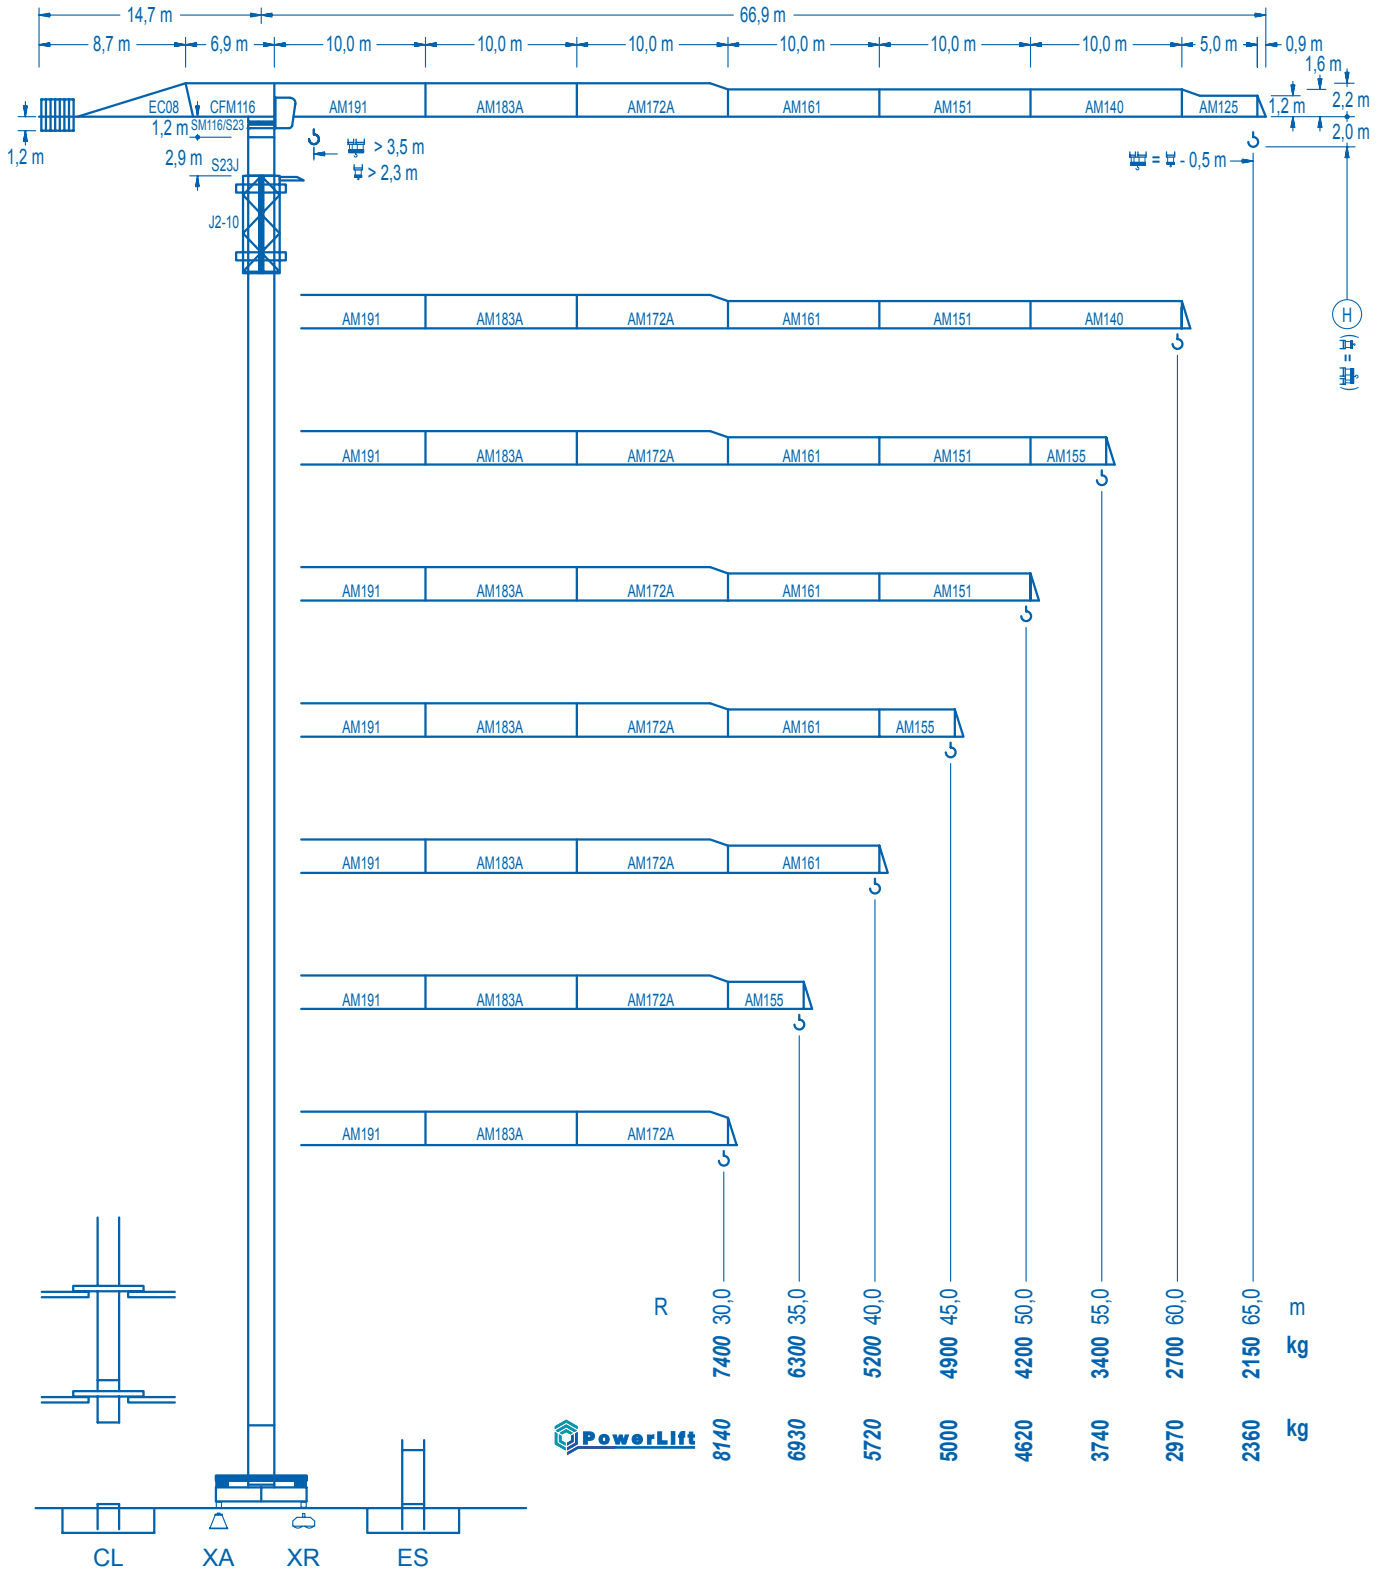 14,7 m 66,9 m
8,7 m 6,9 m 10,0 m 10,0 m 10,0 m 10,0 m 10,0 m 10,0 m 5,0 m 0,9 m
1,6 m
EC08 CFM116 AM191 AM183A AM172A AM161 AM151 AM140 AM125 1,2 m 2,2 m
1,2 m SM116/S23 2,0 m
1,2 m 2,9 m S23J > 3,5 m
> 2,3 m
= - 0,5 m
J2-10
H
( = )
AM191 AM183A AM172A AM161 AM151 AM140
AM191 AM183A AM172A AM161 AM151 AM155
AM191 AM183A AM172A AM161 AM151
AM191 AM183A AM172A AM161 AM155
AM191 AM183A AM172A AM161
AM191 AM183A AM172A AM155
AM191 AM183A AM172A
R 30,0 35,0 40,0 45,0 50,0 55,0 60,0 65,0 m
7400 6300 5200 4900 4200 3400 2700 2150 kg
PowerLift 8140 6930 5720 5000 4620 3740 2970 2360 kg
CL XA XR ES